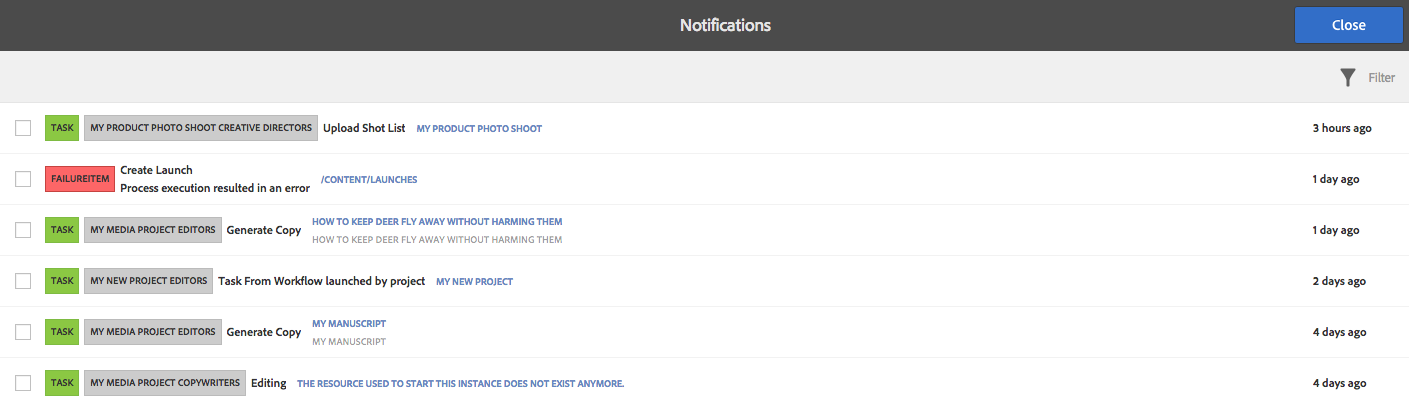 Notifications
Close
Filter
TASK MY PRODUCT PHOTO SHOOT CREATIVE DIRECTORS Upload Shot List MY PRODUCT PHOTO SHOOT 3 hours ago
FAILUREITEM Create Launch
Process execution resulted in an error /CONTENT/LAUNCHES 1 day ago
TASK MY MEDIA PROJECT EDITORS Generate Copy HOW TO KEEP DEER FLY AWAY WITHOUT HARMING THEM 1 day ago
HOW TO KEEP DEER FLY AWAY WITHOUT HARMING THEM
TASK MY NEW PROJECT EDITORS Task From Workflow launched by project MY NEW PROJECT 2 days ago
TASK MY MEDIA PROJECT EDITORS Generate Copy MY MANUSCRIPT 4 days ago
MY MANUSCRIPT
TASK MY MEDIA PROJECT COPYWRITERS Editing THE RESOURCE USED TO START THIS INSTANCE DOES NOT EXIST ANYMORE. 4 days ago